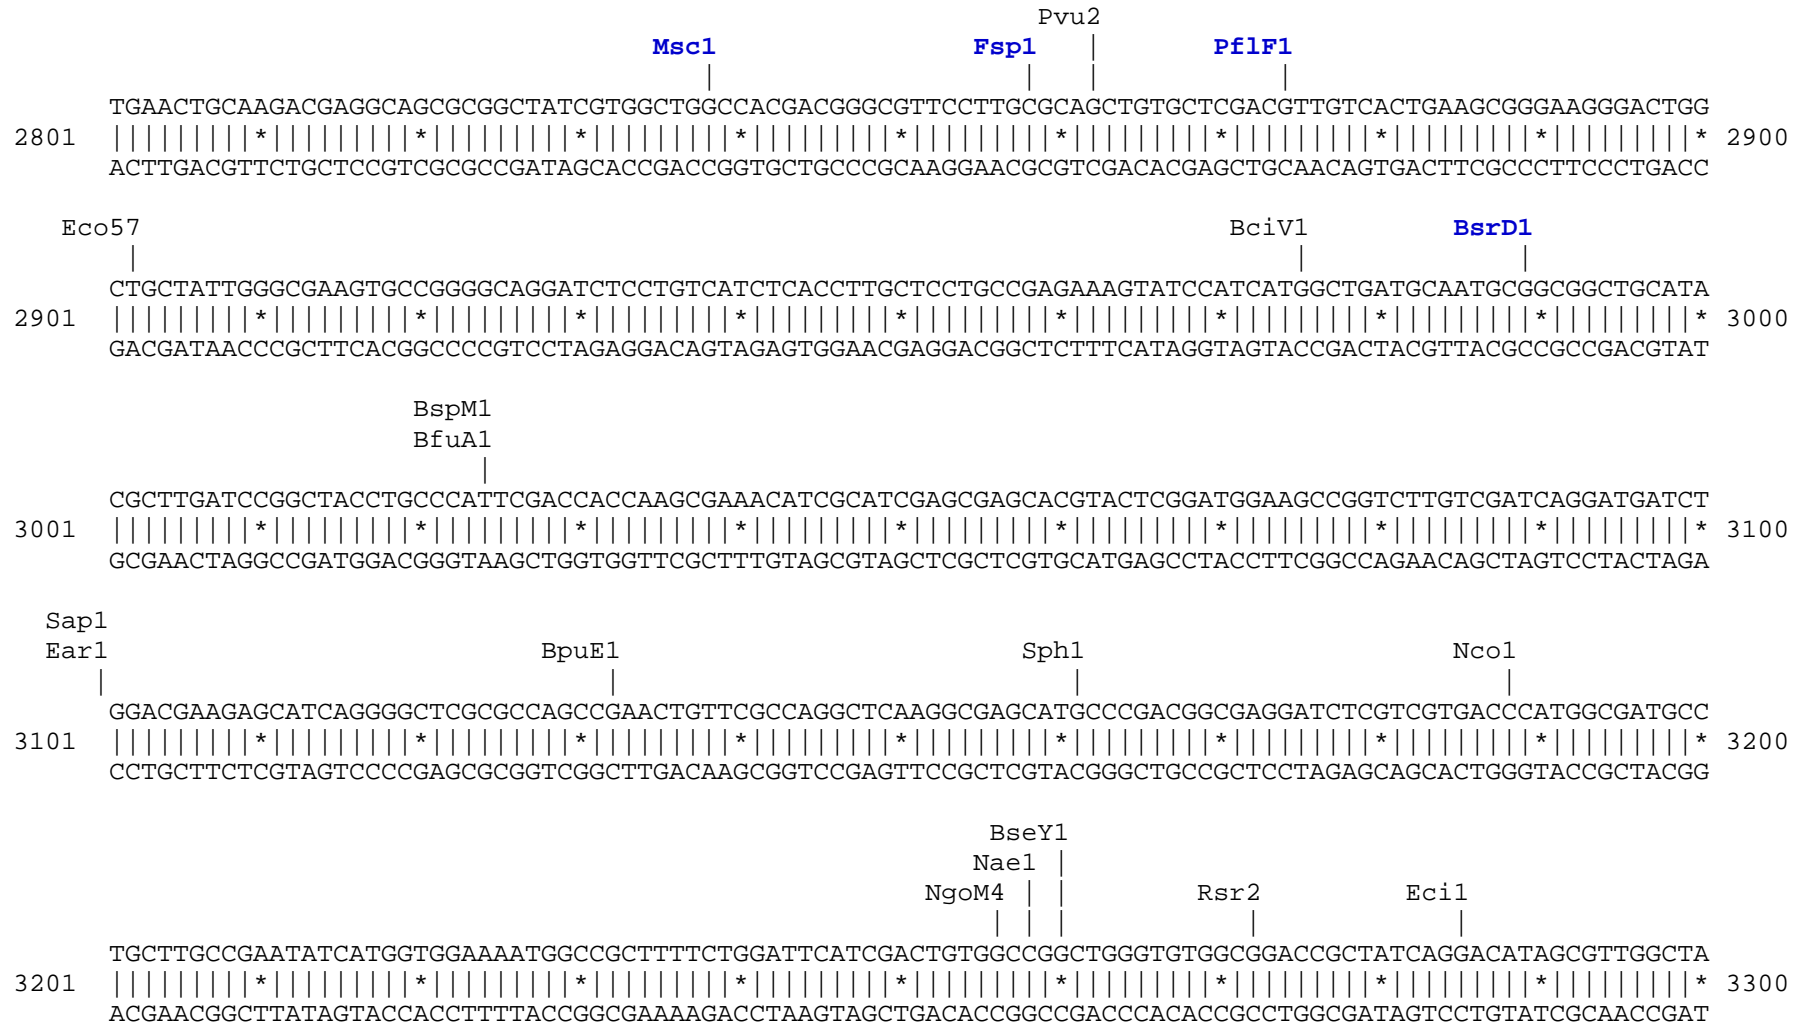 Pvu2
Msc1 Fsp1 | PflF1
| | | |
TGAACTGCAAGACGAGGCAGCGCGGCTATCGTGGCTGGCCACGACGGGCGTTCCTTGCGCAGCTGTGCTCGACGTTGTCACTGAAGCGGGAAGGGACTGG
2801 |||||||||*|||||||||*|||||||||*|||||||||*|||||||||*|||||||||*|||||||||*|||||||||*|||||||||*|||||||||* 2900
ACTTGACGTTCTGCTCCGTCGCGCCGATAGCACCGACCGGTGCTGCCCGCAAGGAACGCGTCGACACGAGCTGCAACAGTGACTTCGCCCTTCCCTGACC
Eco57 BciV1 BsrD1
| | |
CTGCTATTGGGCGAAGTGCCGGGGCAGGATCTCCTGTCATCTCACCTTGCTCCTGCCGAGAAAGTATCCATCATGGCTGATGCAATGCGGCGGCTGCATA
2901 |||||||||*|||||||||*|||||||||*|||||||||*|||||||||*|||||||||*|||||||||*|||||||||*|||||||||*|||||||||* 3000
GACGATAACCCGCTTCACGGCCCCGTCCTAGAGGACAGTAGAGTGGAACGAGGACGGCTCTTTCATAGGTAGTACCGACTACGTTACGCCGCCGACGTAT
BspM1
BfuA1
|
CGCTTGATCCGGCTACCTGCCCATTCGACCACCAAGCGAAACATCGCATCGAGCGAGCACGTACTCGGATGGAAGCCGGTCTTGTCGATCAGGATGATCT
3001 |||||||||*|||||||||*|||||||||*|||||||||*|||||||||*|||||||||*|||||||||*|||||||||*|||||||||*|||||||||* 3100
GCGAACTAGGCCGATGGACGGGTAAGCTGGTGGTTCGCTTTGTAGCGTAGCTCGCTCGTGCATGAGCCTACCTTCGGCCAGAACAGCTAGTCCTACTAGA
Sap1
Ear1 BpuE1 Sph1 Nco1
| | | |
GGACGAAGAGCATCAGGGGCTCGCGCCAGCCGAACTGTTCGCCAGGCTCAAGGCGAGCATGCCCGACGGCGAGGATCTCGTCGTGACCCATGGCGATGCC
3101 |||||||||*|||||||||*|||||||||*|||||||||*|||||||||*|||||||||*|||||||||*|||||||||*|||||||||*|||||||||* 3200
CCTGCTTCTCGTAGTCCCCGAGCGCGGTCGGCTTGACAAGCGGTCCGAGTTCCGCTCGTACGGGCTGCCGCTCCTAGAGCAGCACTGGGTACCGCTACGG
BseY1
Nae1 |
NgoM4 | | Rsr2 Eci1
| | | | |
TGCTTGCCGAATATCATGGTGGAAAATGGCCGCTTTTCTGGATTCATCGACTGTGGCCGGCTGGGTGTGGCGGACCGCTATCAGGACATAGCGTTGGCTA
3201 |||||||||*|||||||||*|||||||||*|||||||||*|||||||||*|||||||||*|||||||||*|||||||||*|||||||||*|||||||||* 3300
ACGAACGGCTTATAGTACCACCTTTTACCGGCGAAAAGACCTAAGTAGCTGACACCGGCCGACCCACACCGCCTGGCGATAGTCCTGTATCGCAACCGAT